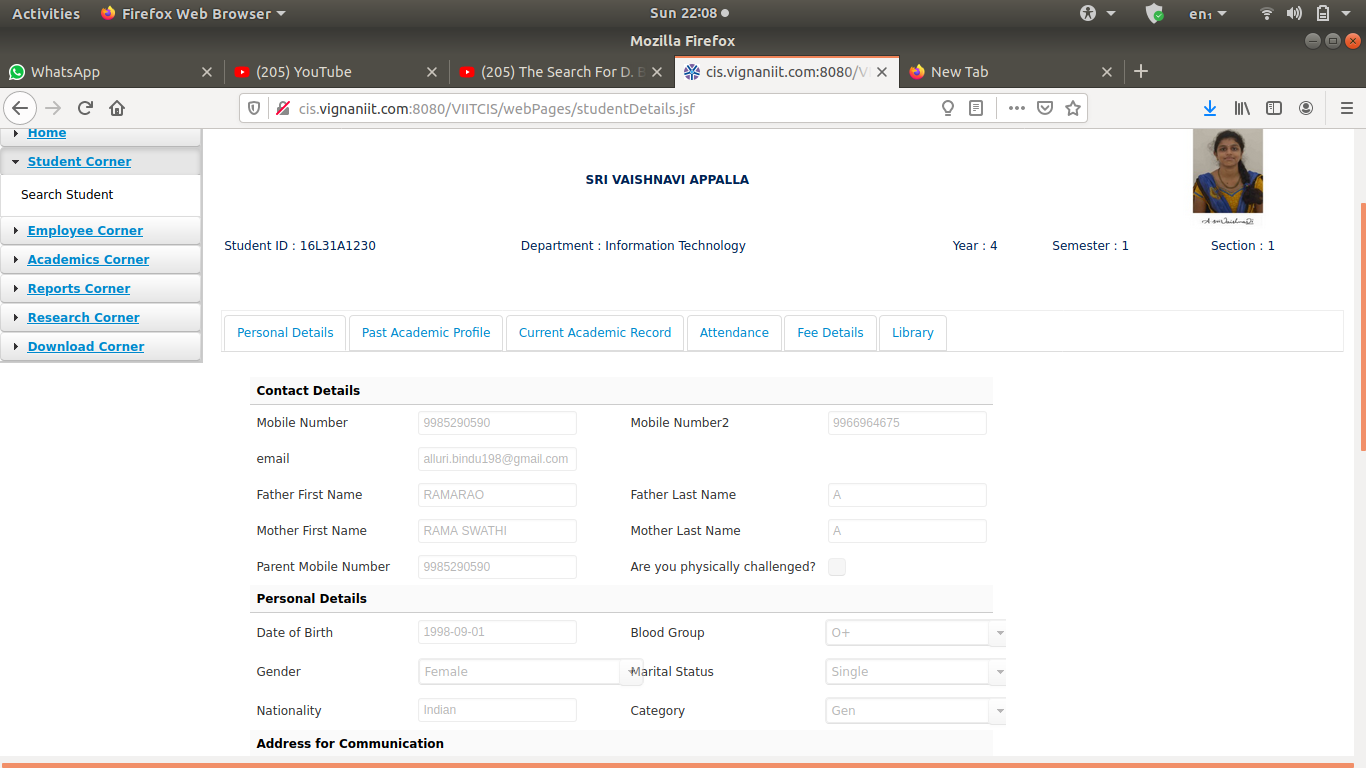 Activities Firefox Web Browser Sun 22:08 en₁
Mozilla Firefox
WhatsApp (205) YouTube (205) The Search For D. B cis.vignaniit.com:8080/V New Tab
cis.vignaniit.com:8080/VIITCIS/webPages/studentDetails.jsf
Home
Student Corner
Search Student
Employee Corner
Academics Corner
Reports Corner
Research Corner
Download Corner
SRI VAISHNAVI APPALLA
Student ID : 16L31A1230 Department : Information Technology Year : 4 Semester : 1 Section : 1
Personal Details Past Academic Profile Current Academic Record Attendance Fee Details Library
Contact Details
Mobile Number 9985290590 Mobile Number2 9966964675
email alluri.bindu198@gmail.com
Father First Name RAMARAO Father Last Name A
Mother First Name RAMA SWATHI Mother Last Name A
Parent Mobile Number 9985290590 Are you physically challenged?
Personal Details
Date of Birth 1998-09-01 Blood Group O+
Gender Female Marital Status Single
Nationality Indian Category Gen
Address for Communication